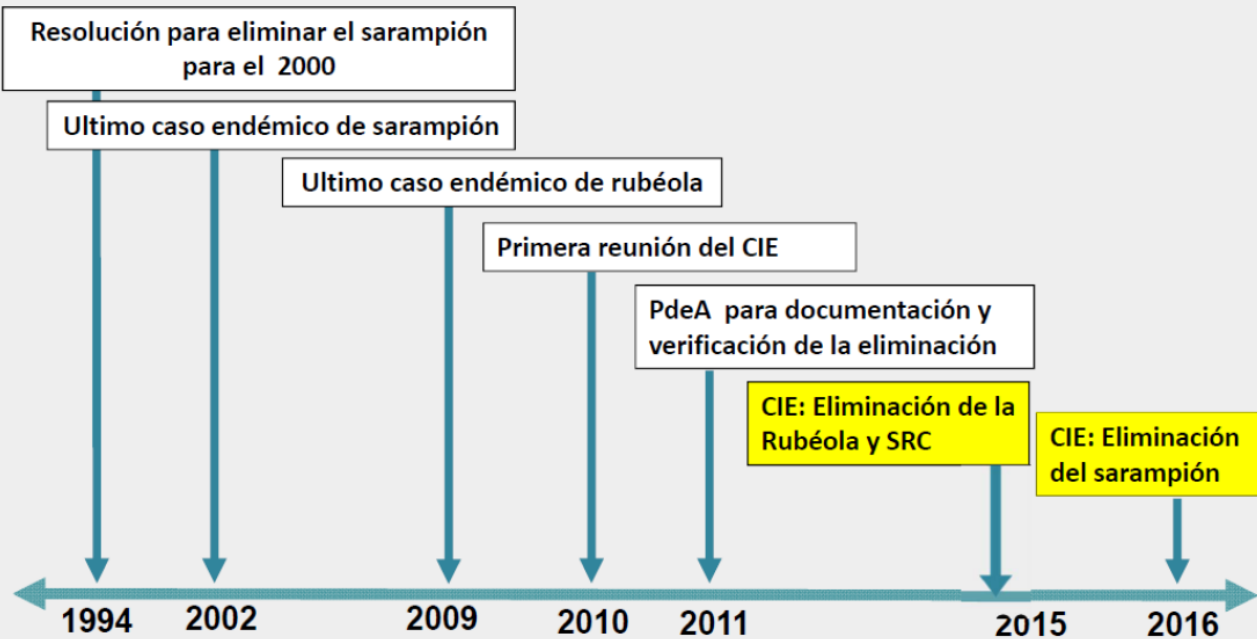 Resolución para eliminar el sarampión
para el 2000
Ultimo caso endémico de sarampión
Ultimo caso endémico de rubéola
Primera reunión del CIE
PdeA para documentación y
verificación de la eliminación
CIE: Eliminación de la
Rubéola y SRC
CIE: Eliminación
del sarampión
1994 2002 2009 2010 2011 2015 2016